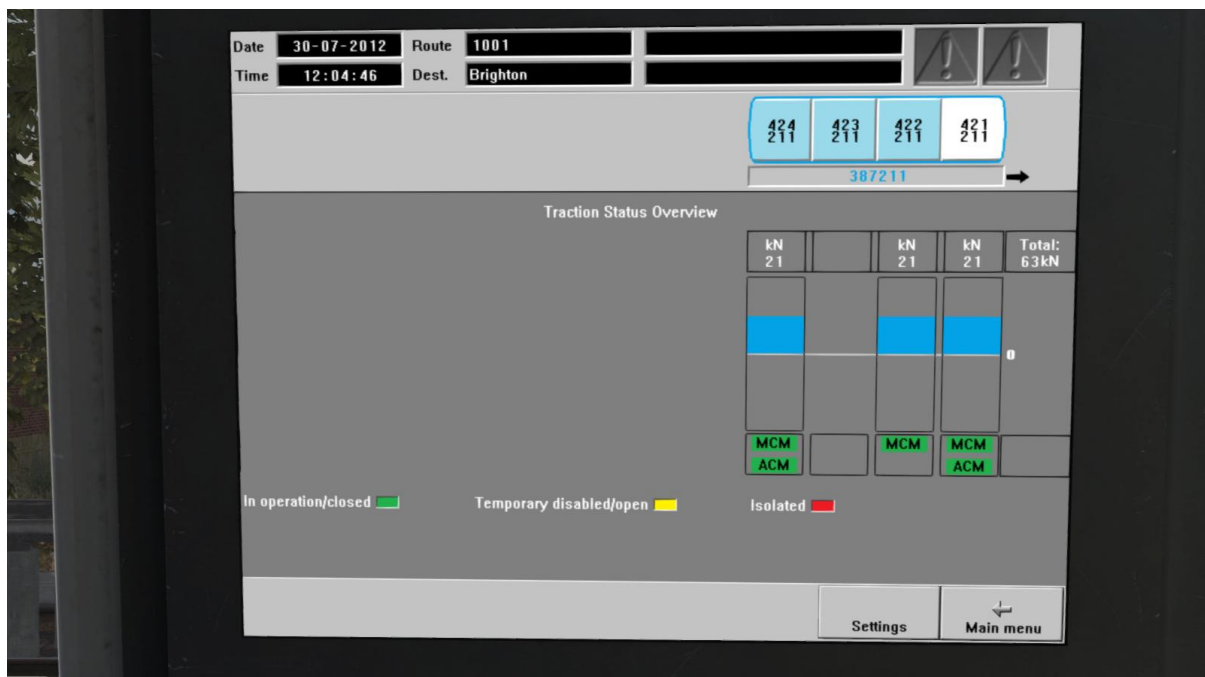 Date 30-07-2012 Route 1001
Time 12:04:46 Dest. Brighton
424 423 422 421
211 211 211 211
387211
Traction Status Overview
kN kN kN Total:
21 21 21 63kN
0
MCM MCM MCM
ACM ACM
In operation/closed Temporary disabled/open Isolated
Settings Main menu